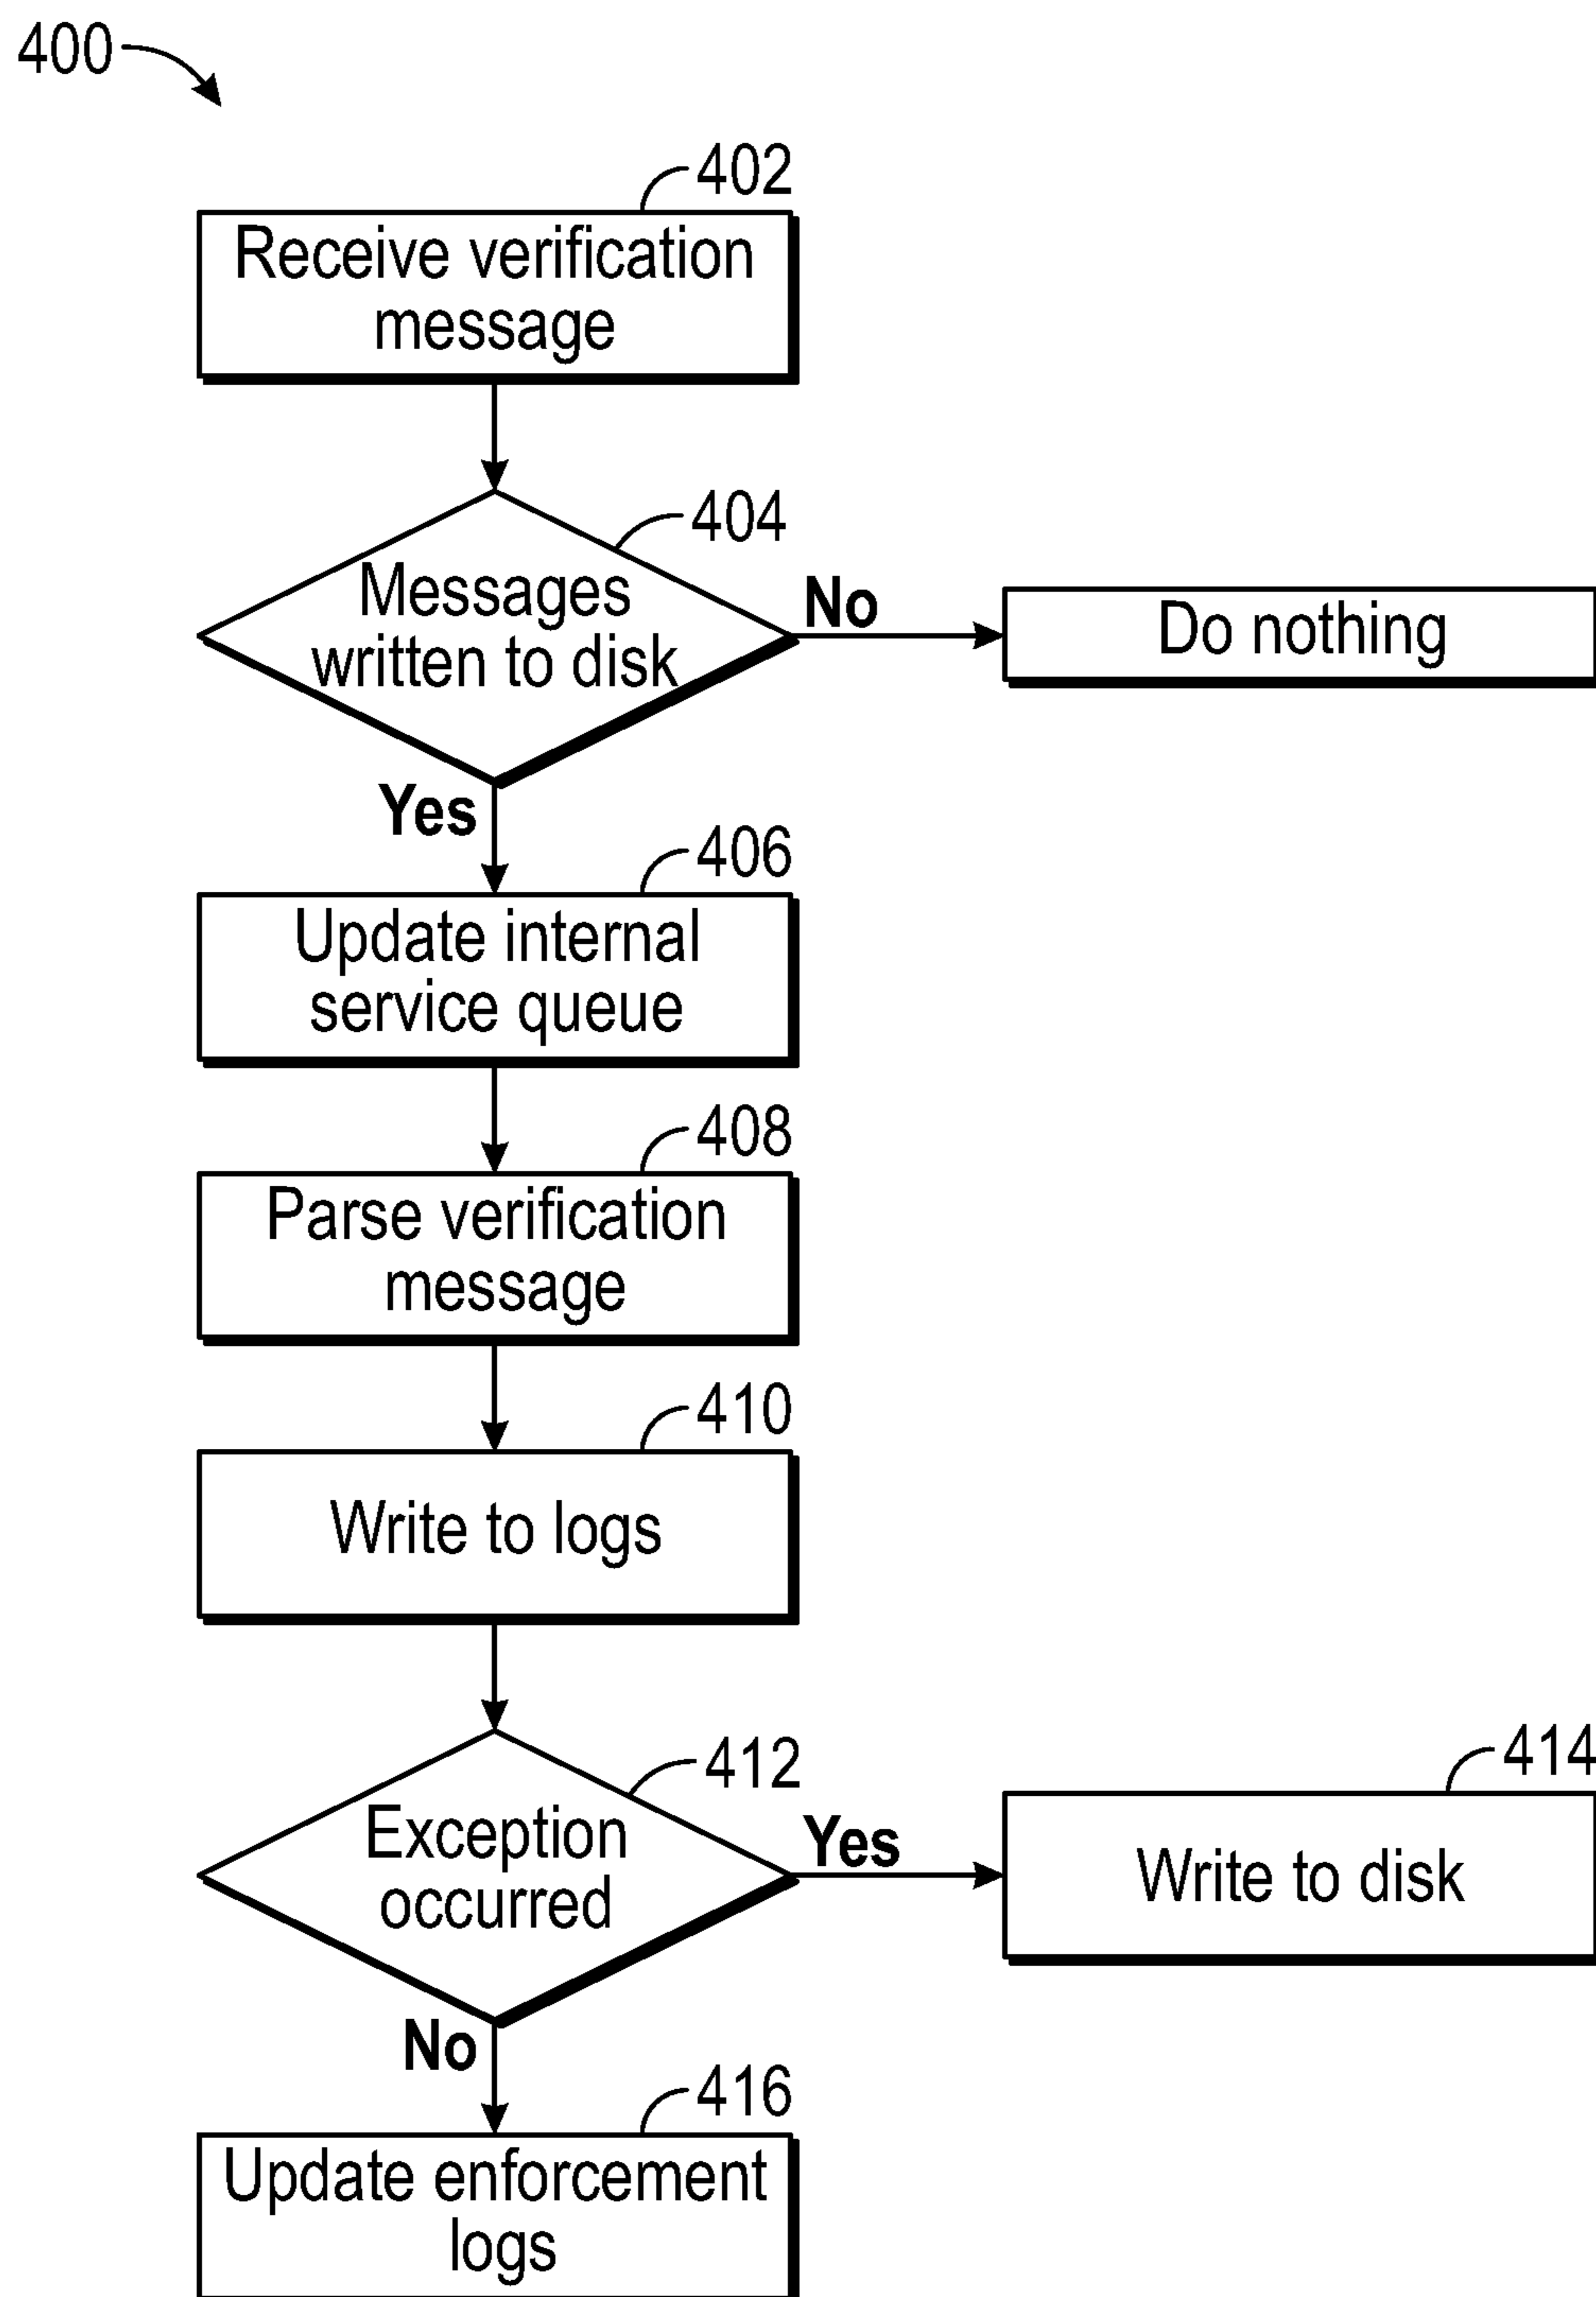 400
402
Receive verification
message
404
Messages
written to disk
No
Do nothing
Yes
406
Update internal
service queue
408
Parse verification
message
410
Write to logs
412
Exception
occurred
Yes
414
Write to disk
No
416
Update enforcement
logs